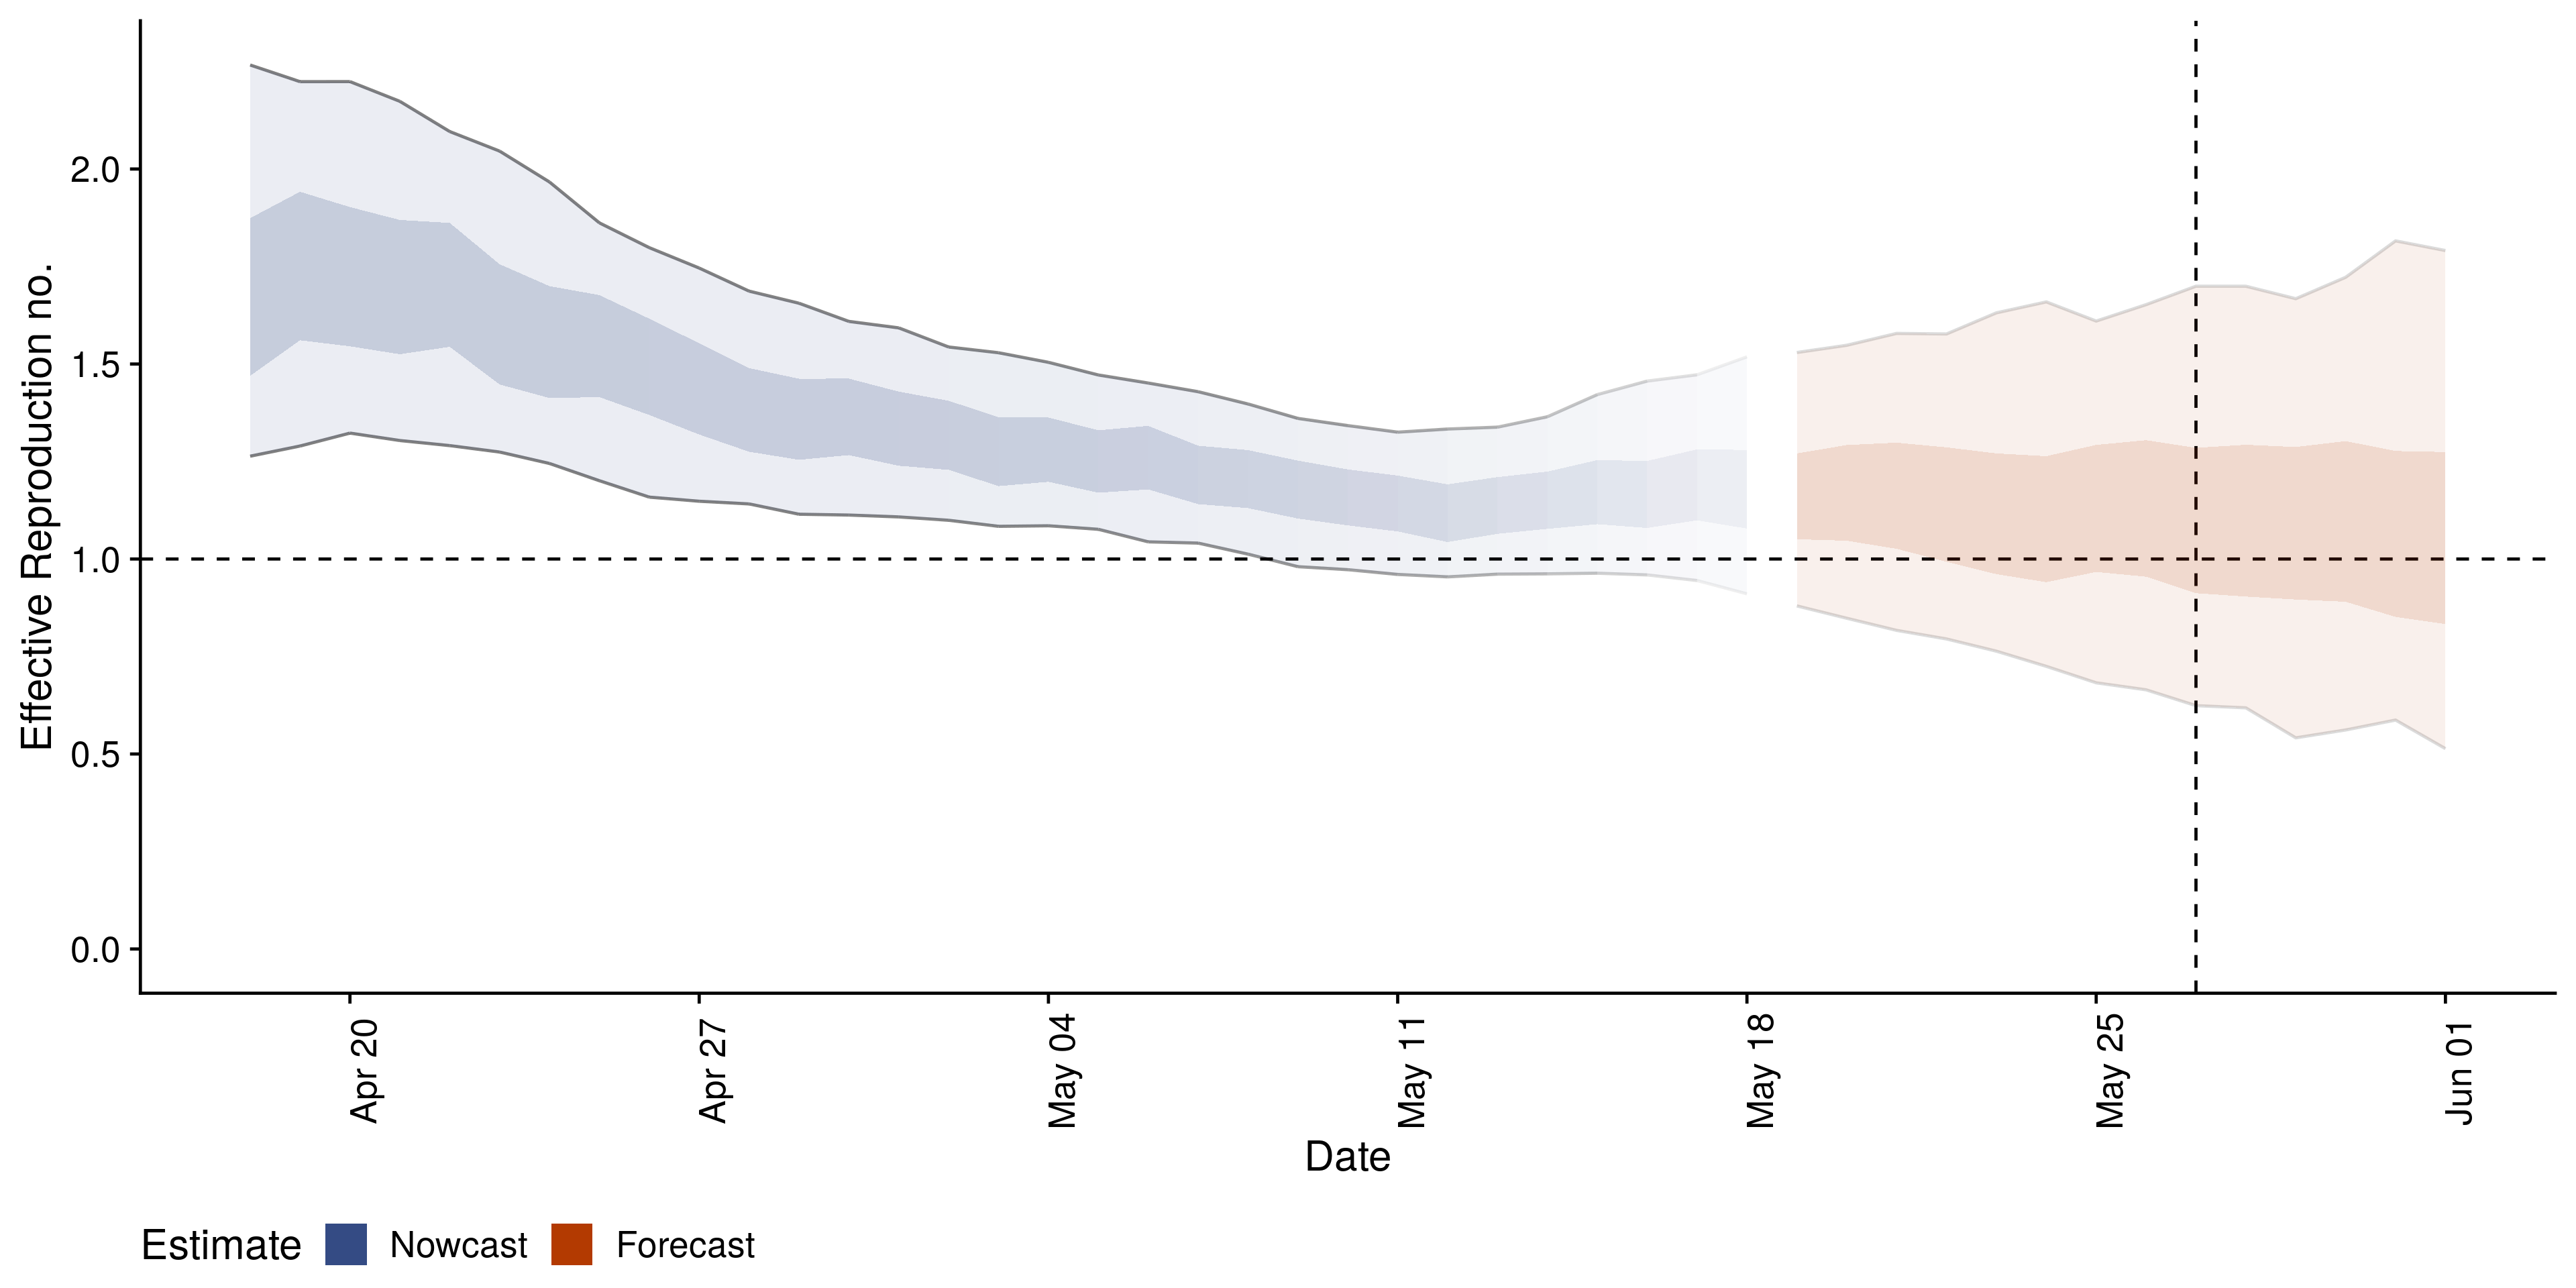 Effective Reproduction no.
2.0
1.5
1.0
0.5
0.0
Apr 20
Apr 27
May 04
May 11
May 18
May 25
Jun 01
Date
Estimate Nowcast Forecast